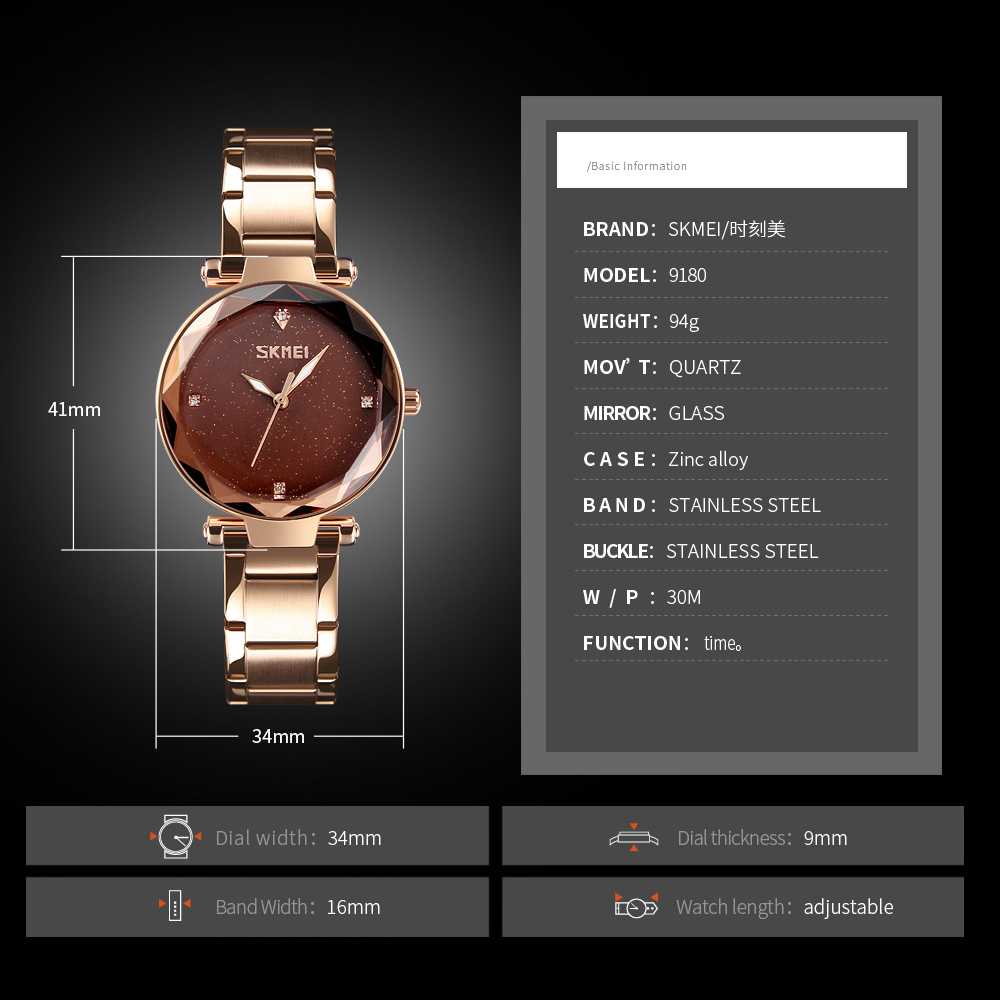 /Basic Information
BRAND: SKMEI/时刻美
MODEL: 9180
WEIGHT: 94g
MOV’ T: QUARTZ
MIRROR: GLASS
CASE: Zinc alloy
BAND: STAINLESS STEEL
BUCKLE: STAINLESS STEEL
W / P : 30M
FUNCTION: time。
SKMEI
41mm
34mm
Dial width: 34mm
Dial thickness: 9mm
Band Width: 16mm
Watch length: adjustable